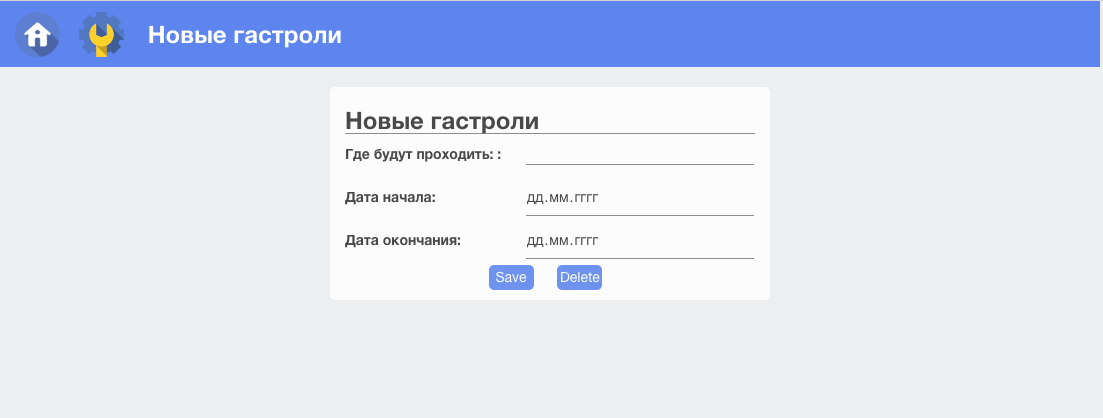 Новые гастроли
Новые гастроли
Где будут проходить: :
Дата начала: дд.мм.гггг
Дата окончания: дд.мм.гггг
Save Delete